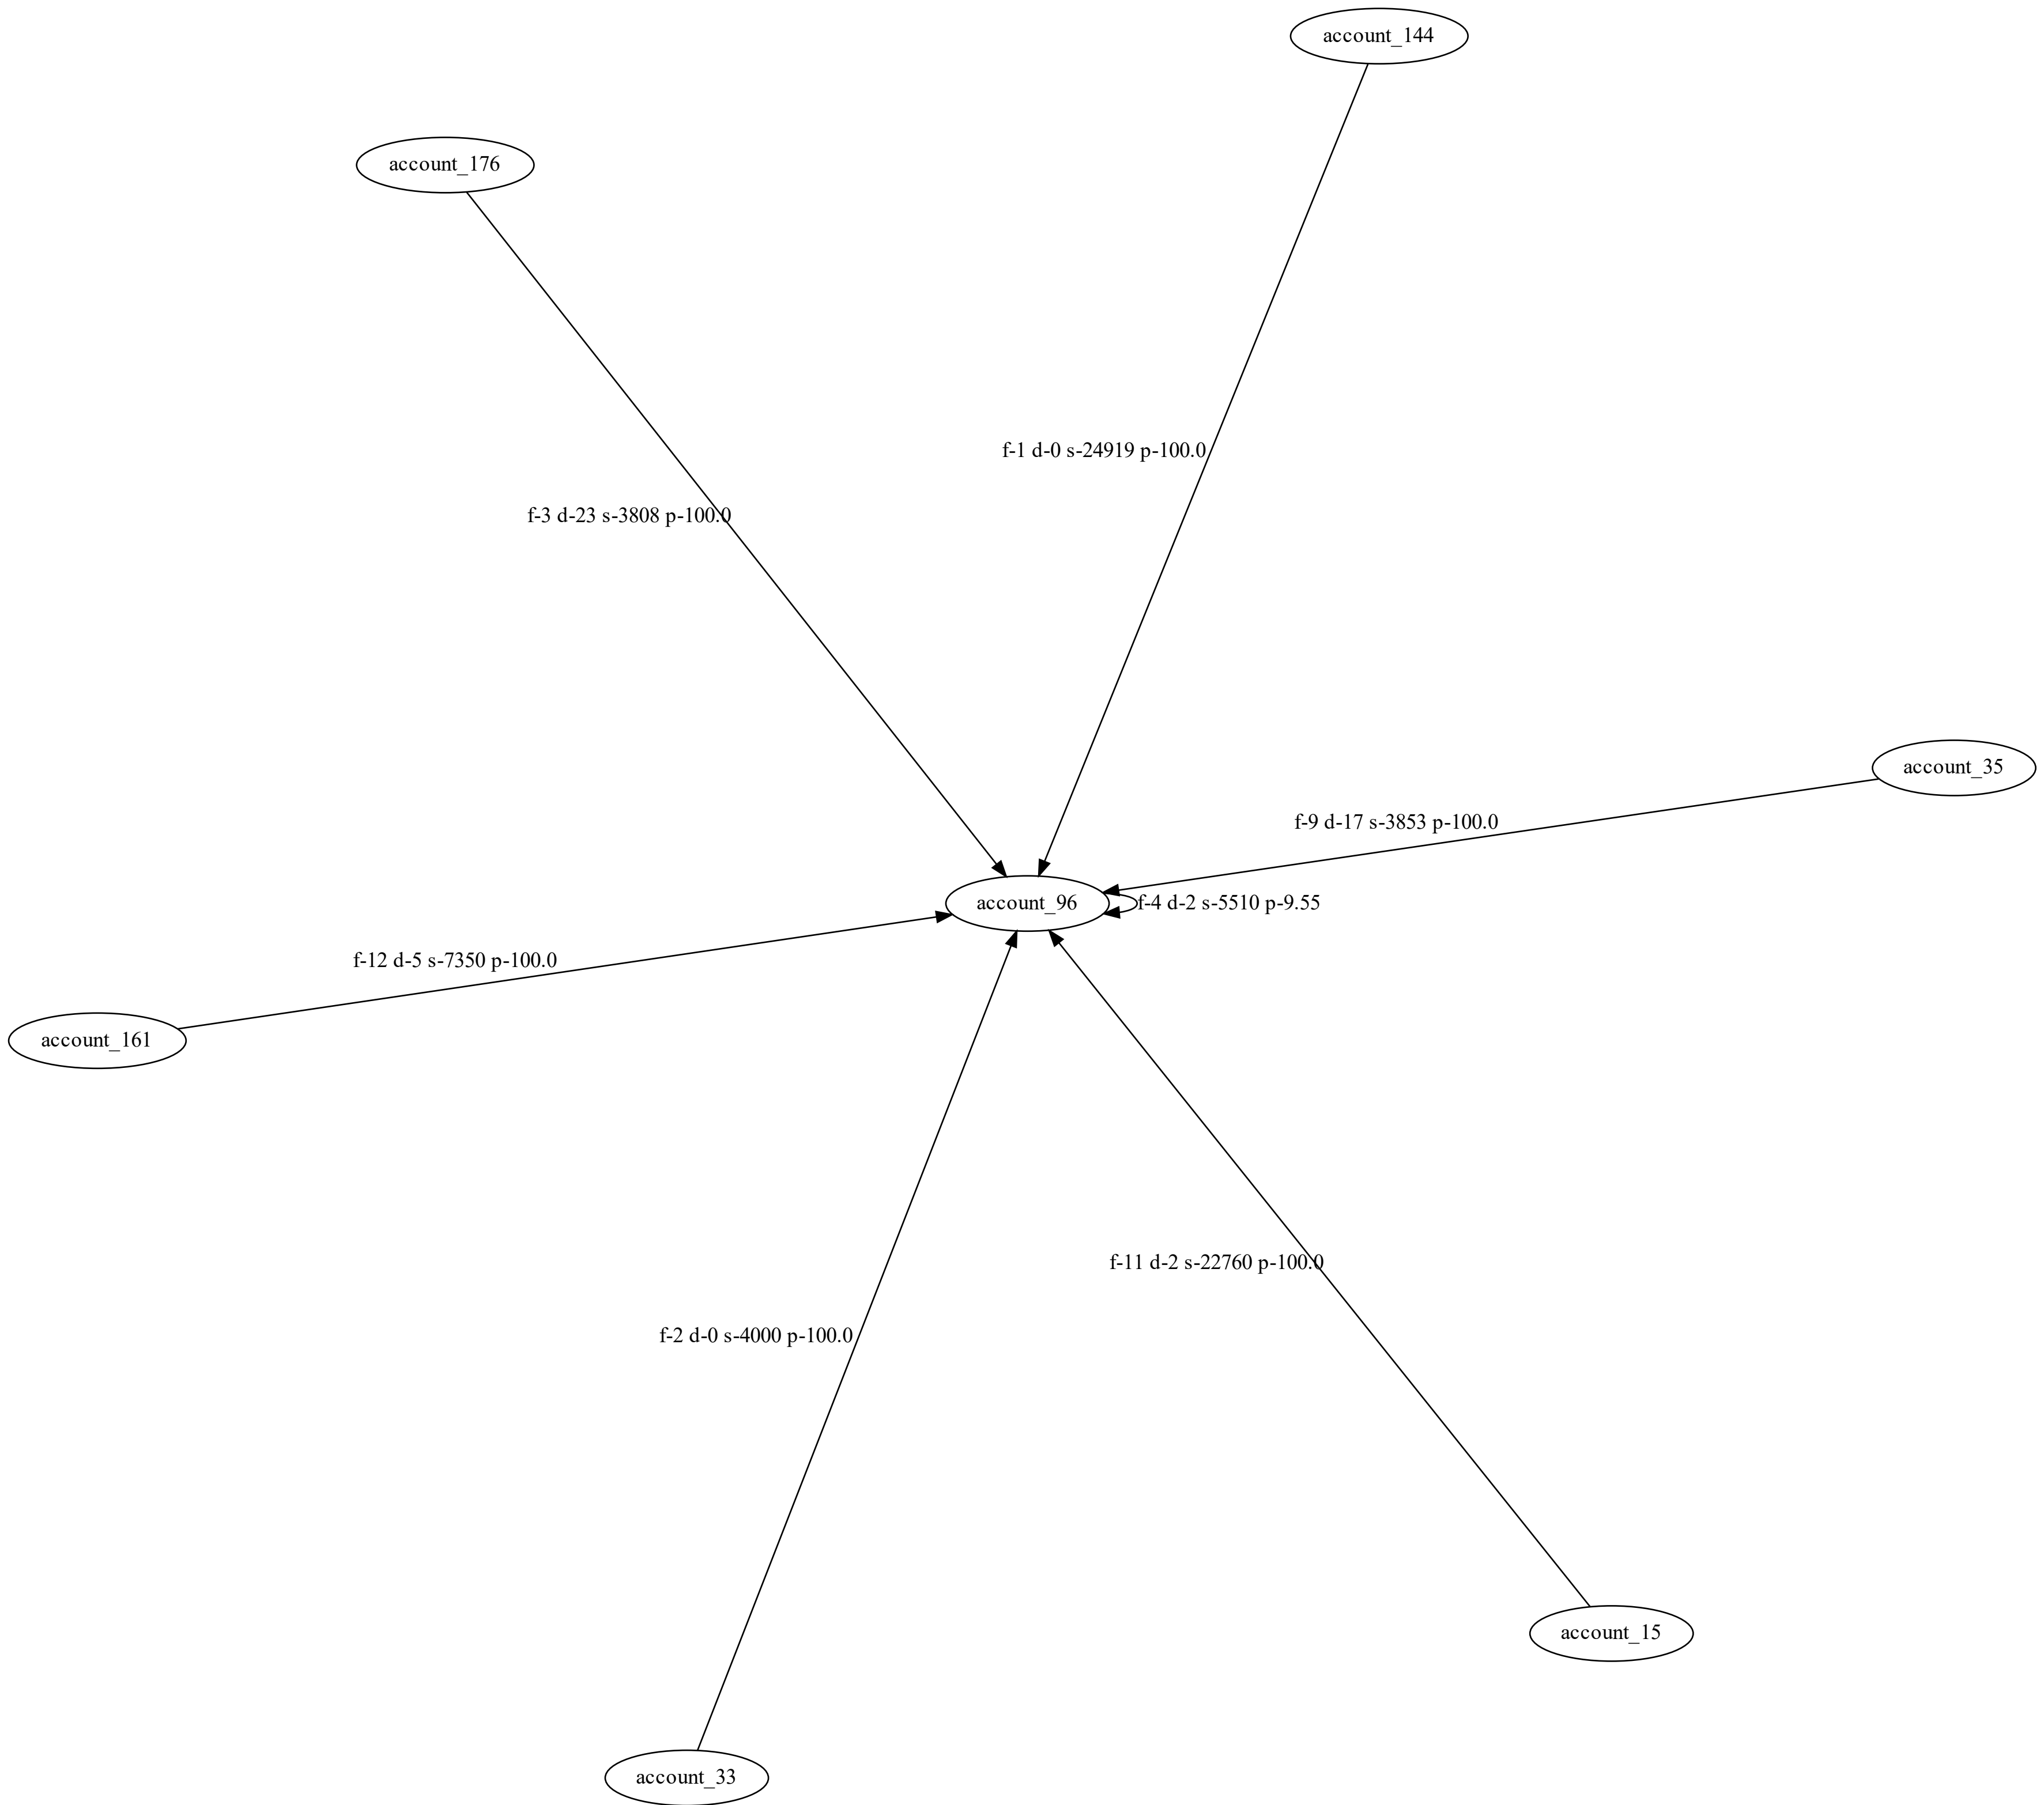 account_144
account_176
f-1 d-0 s-24919 p-100.0
f-3 d-23 s-3808 p-100.0
account_35
f-9 d-17 s-3853 p-100.0
account_96
f-4 d-2 s-5510 p-9.55
f-12 d-5 s-7350 p-100.0
account_161
f-11 d-2 s-22760 p-100.0
f-2 d-0 s-4000 p-100.0
account_15
account_33